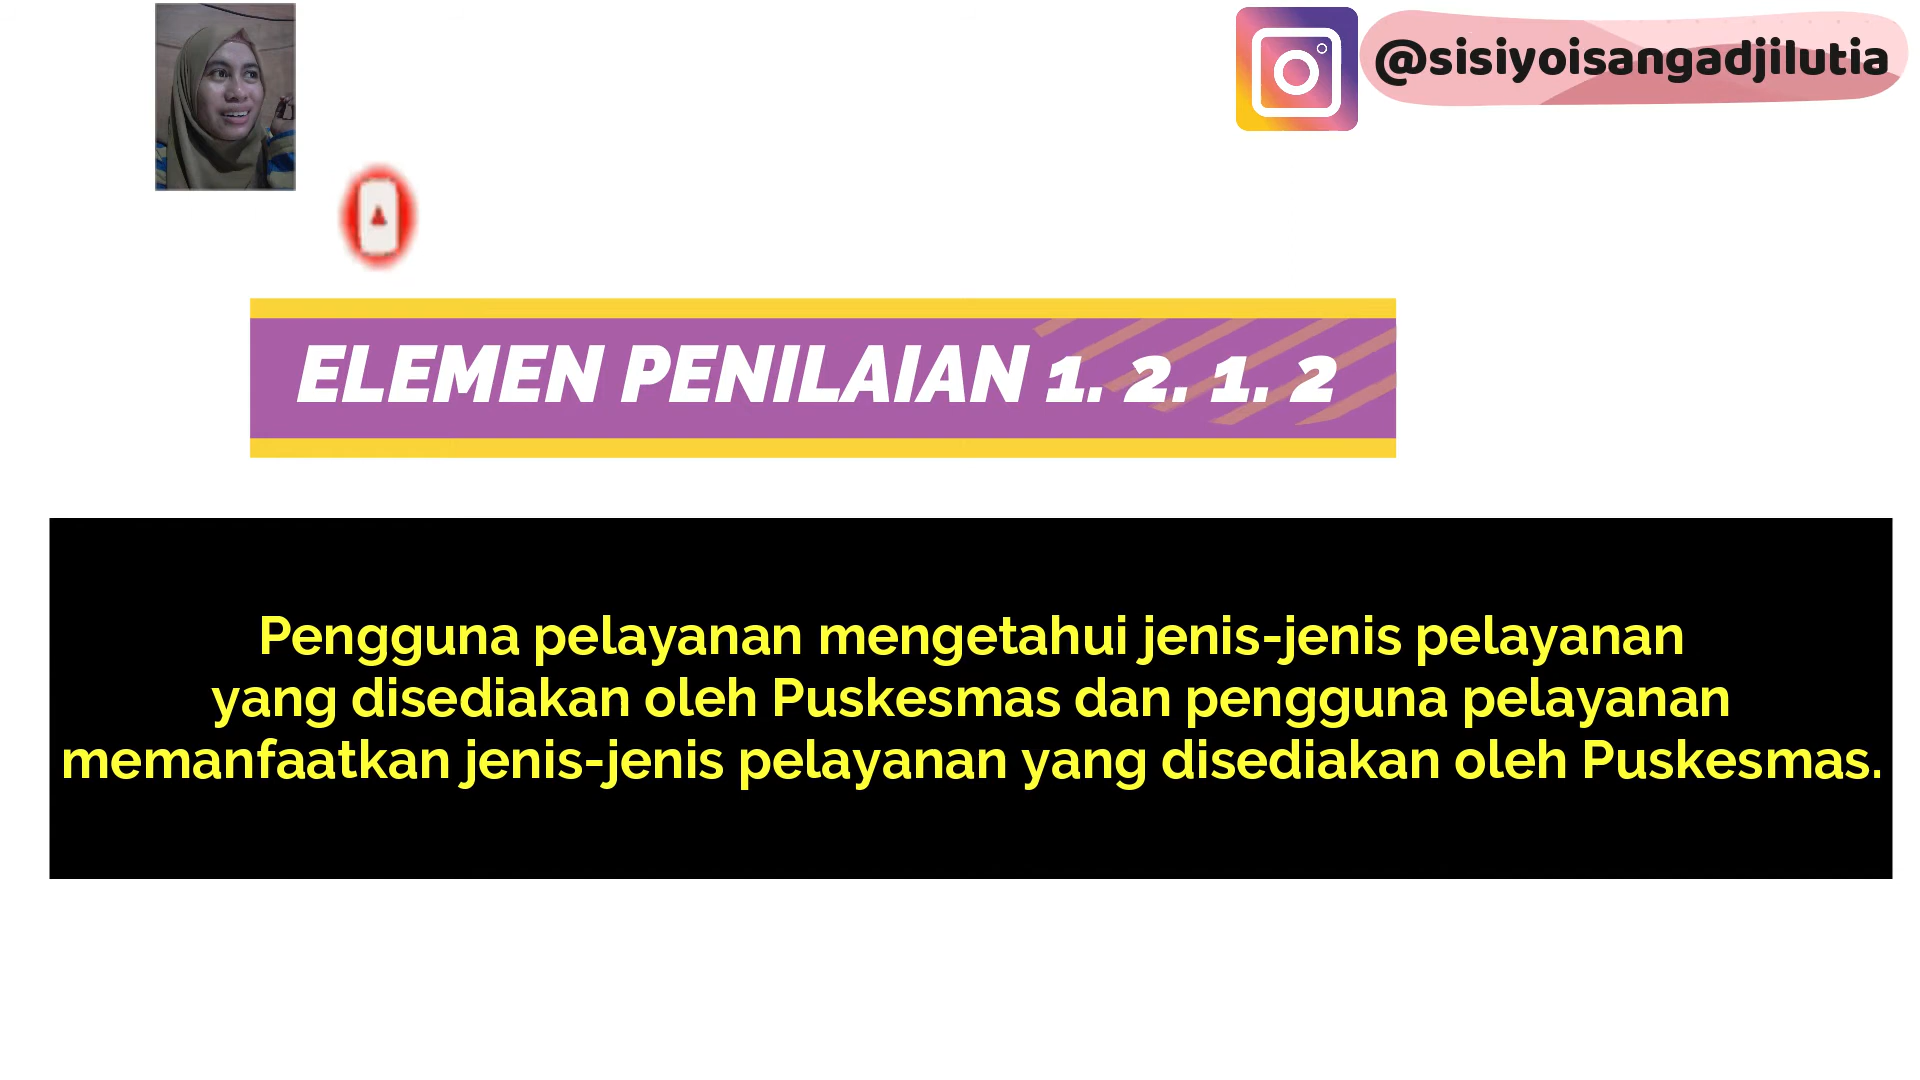 @sisiyoisangadjilutia
ELEMEN PENILAIAN 1. 2. 1. 2
Pengguna pelayanan mengetahui jenis-jenis pelayanan
yang disediakan oleh Puskesmas dan pengguna pelayanan
memanfaatkan jenis-jenis pelayanan yang disediakan oleh Puskesmas.